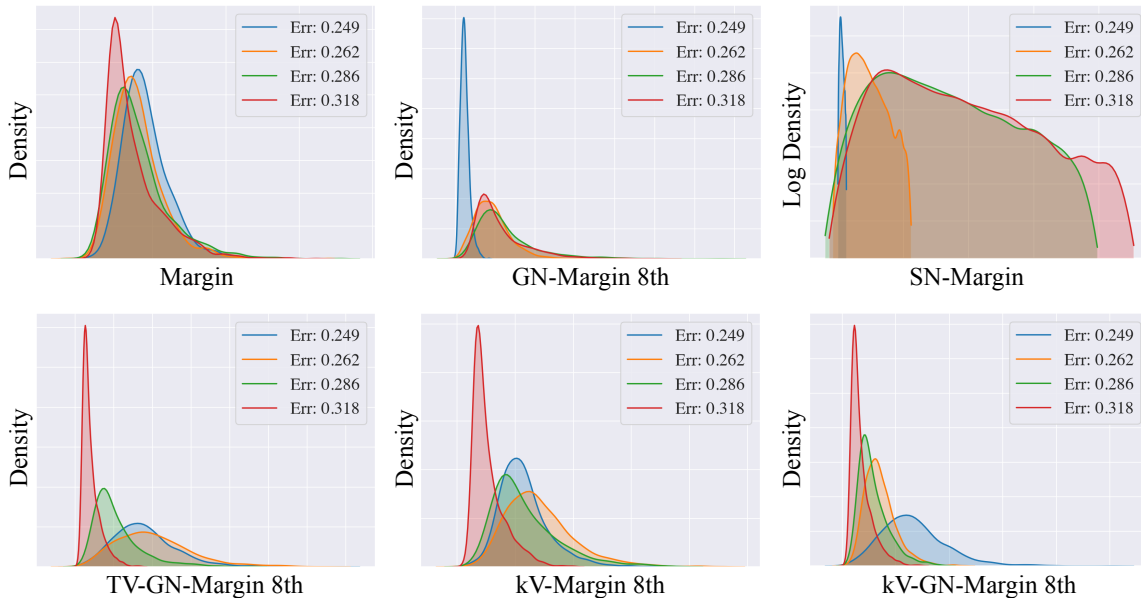 Density
Err: 0.249
Err: 0.262
Err: 0.286
Err: 0.318
Margin
Density
Err: 0.249
Err: 0.262
Err: 0.286
Err: 0.318
GN-Margin 8th
Log Density
Err: 0.249
Err: 0.262
Err: 0.286
Err: 0.318
SN-Margin
Density
Err: 0.249
Err: 0.262
Err: 0.286
Err: 0.318
TV-GN-Margin 8th
Density
Err: 0.249
Err: 0.262
Err: 0.286
Err: 0.318
kV-Margin 8th
Density
Err: 0.249
Err: 0.262
Err: 0.286
Err: 0.318
kV-GN-Margin 8th